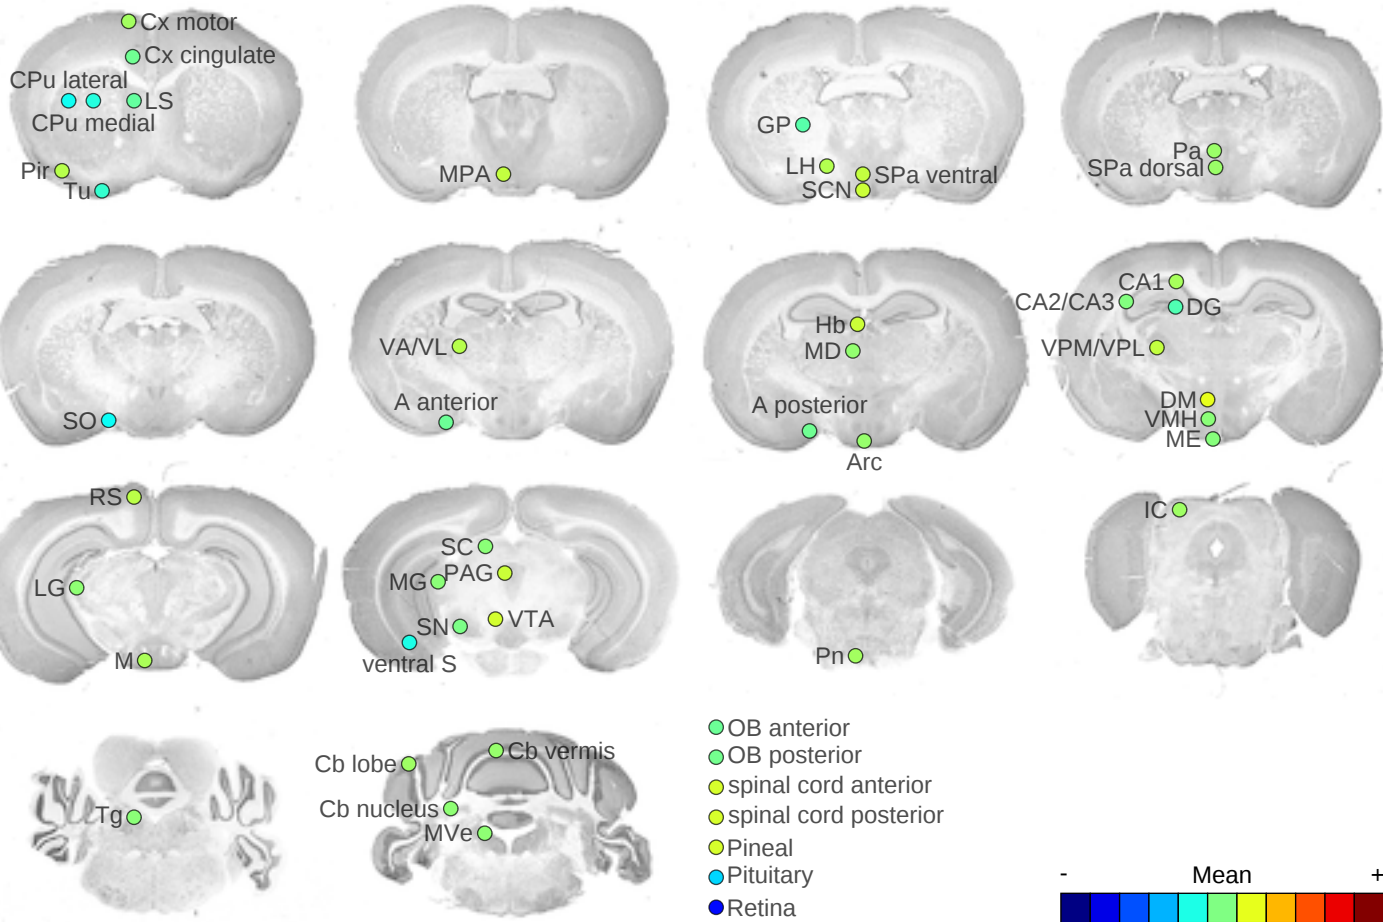 Cx motor
Cx cingulate
CPu lateral
LS
CPu medial
Pir
Tu
MPA
GP
LH
SPa ventral
SCN
Pa
SPa dorsal
SO
VA/VL
A anterior
Hb
MD
A posterior
Arc
CA1
CA2/CA3
DG
VPM/VPL
DM
VMH
ME
RS
LG
M
SC
MG
PAG
SN
VTA
ventral S
Pn
IC
Tg
Cb lobe
Cb vermis
Cb nucleus
MVe
OB anterior
OB posterior
spinal cord anterior
spinal cord posterior
Pineal
Pituitary
Retina
- Mean +